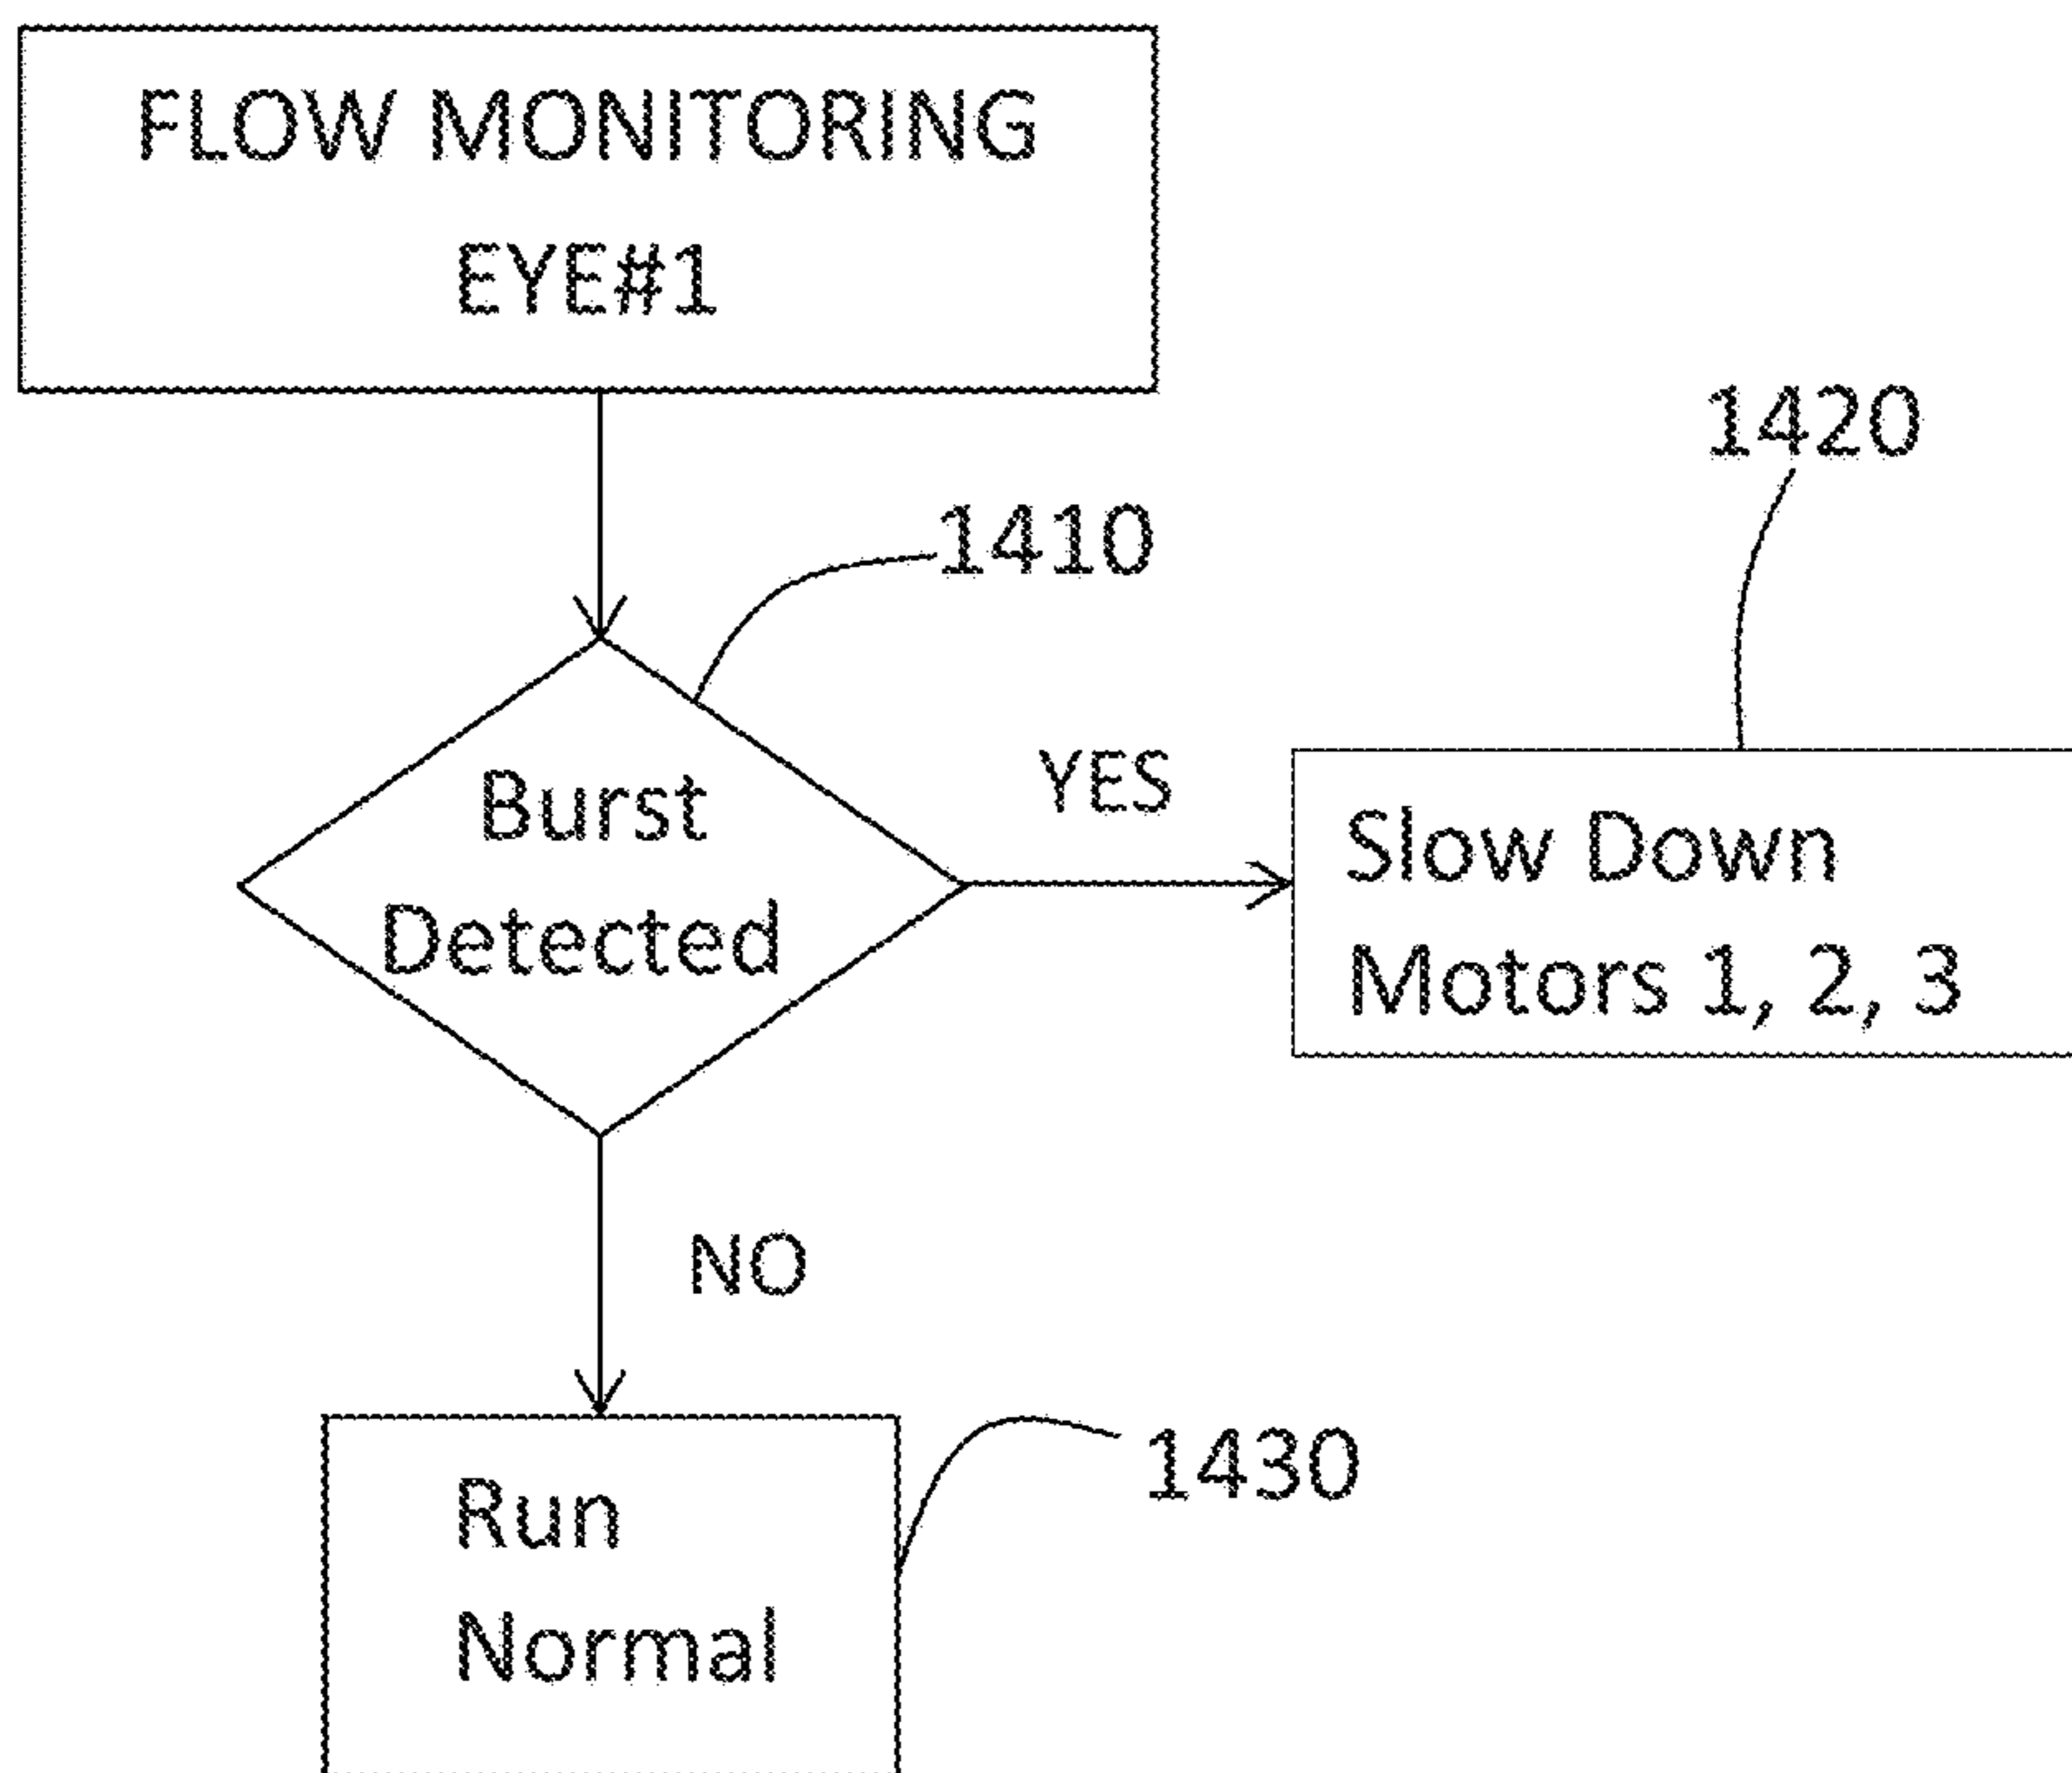 FLOW MONITORING
EYE#1
1420
1410
Burst
Detected
YES
Slow Down
Motors 1, 2, 3
NO
Run
Normal
1430